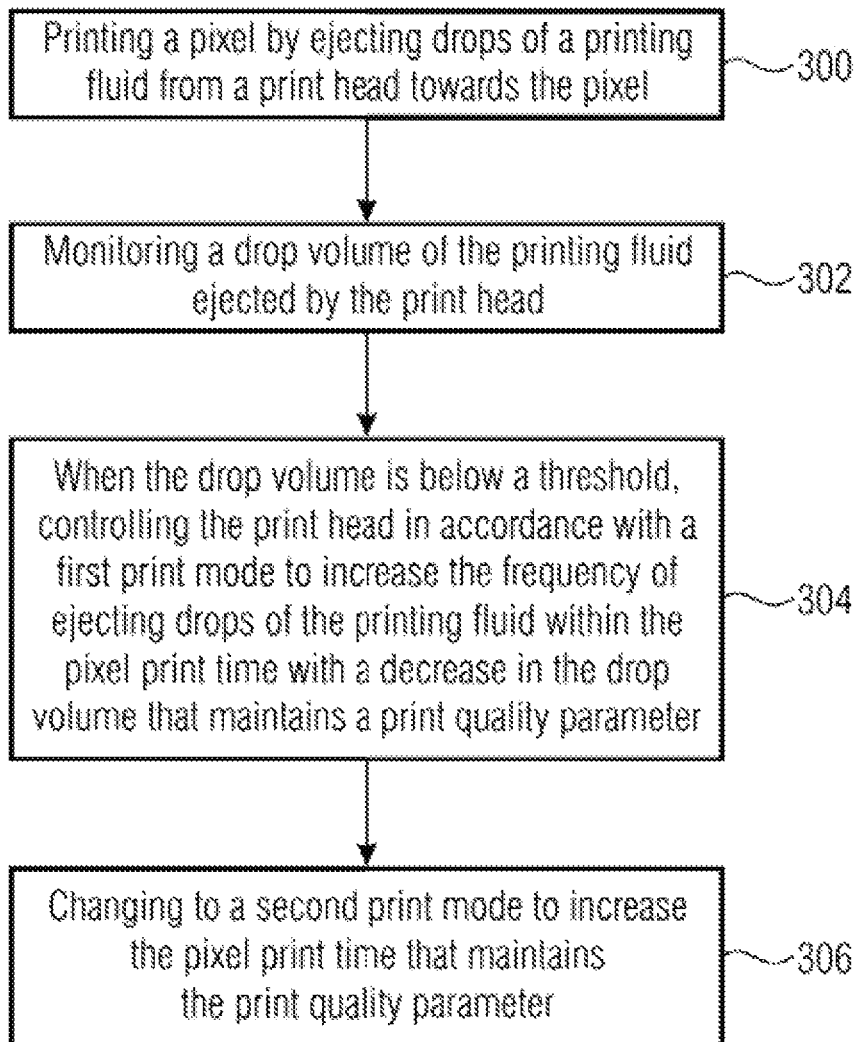 Printing a pixel by ejecting drops of a printing
fluid from a print head towards the pixel
300
Monitoring a drop volume of the printing fluid
ejected by the print head
302
When the drop volume is below a threshold,
controlling the print head in accordance with a
first print mode to increase the frequency of
ejecting drops of the printing fluid within the
pixel print time with a decrease in the drop
volume that maintains a print quality parameter
304
Changing to a second print mode to increase
the pixel print time that maintains
the print quality parameter
306